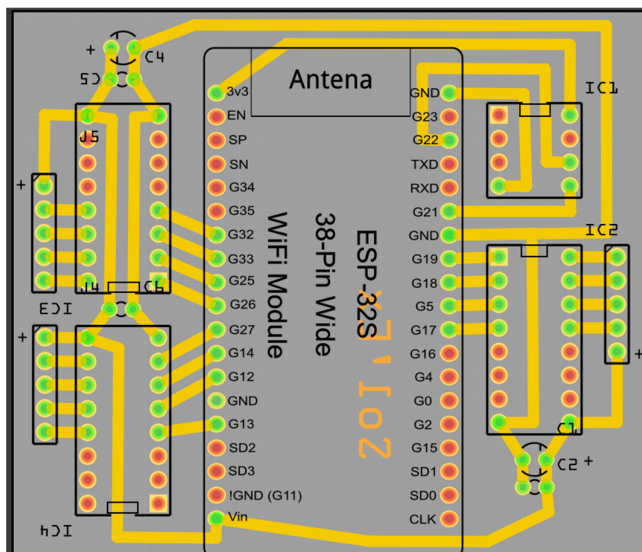 +
C4
C5
Antena
3v3
EN
SP
SN
G34
G35
G32
G33
G25
G26
G27
G14
G12
GND
G13
SD2
SD3
!GND (G11)
Vin
GND
G23
G22
TXD
RXD
G21
GND
G19
G18
G5
G17
G16
G4
G0
G2
G15
SD1
SD0
CLK
ESP-32S
38-Pin Wide
WiFi Module
IC1
IC2
J5
+
J4
C6
IC3
+
IC4
+
C1
C2
+